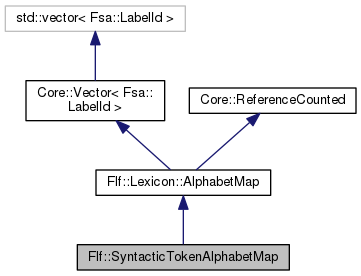 std::vector< Fsa::LabelId >
Core::Vector< Fsa::
LabelId >
Core::ReferenceCounted
Flf::Lexicon::AlphabetMap
Flf::SyntacticTokenAlphabetMap